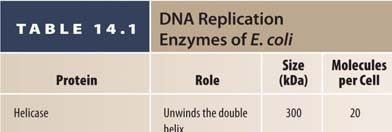 TABLE 14.1
DNA Replication
Enzymes of E. coli
Protein
Role
Size
(kDa)
Molecules
per Cell
Helicase
Unwinds the double
helix
300
20